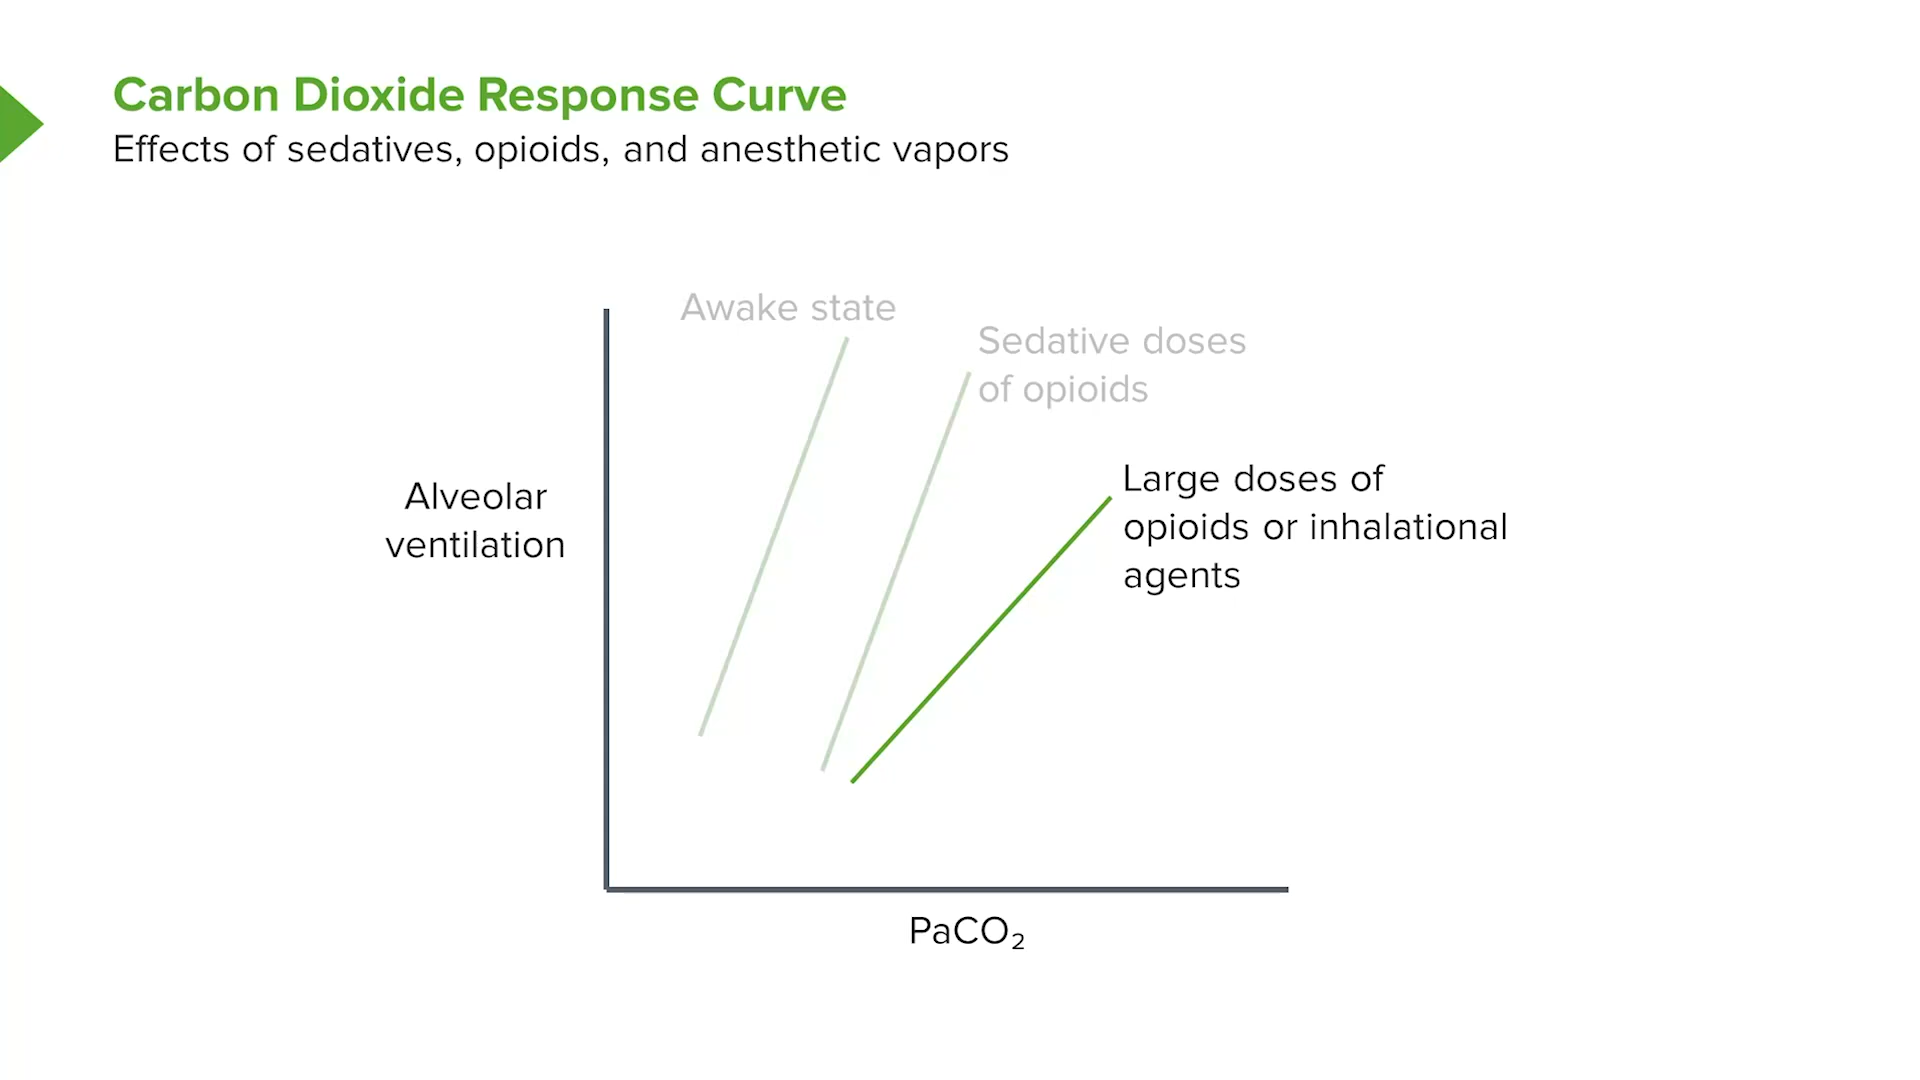 Carbon Dioxide Response Curve
Effects of sedatives, opioids, and anesthetic vapors
Awake state
Sedative doses
of opioids
Large doses of
opioids or inhalational
agents
Alveolar
ventilation
PaCO₂